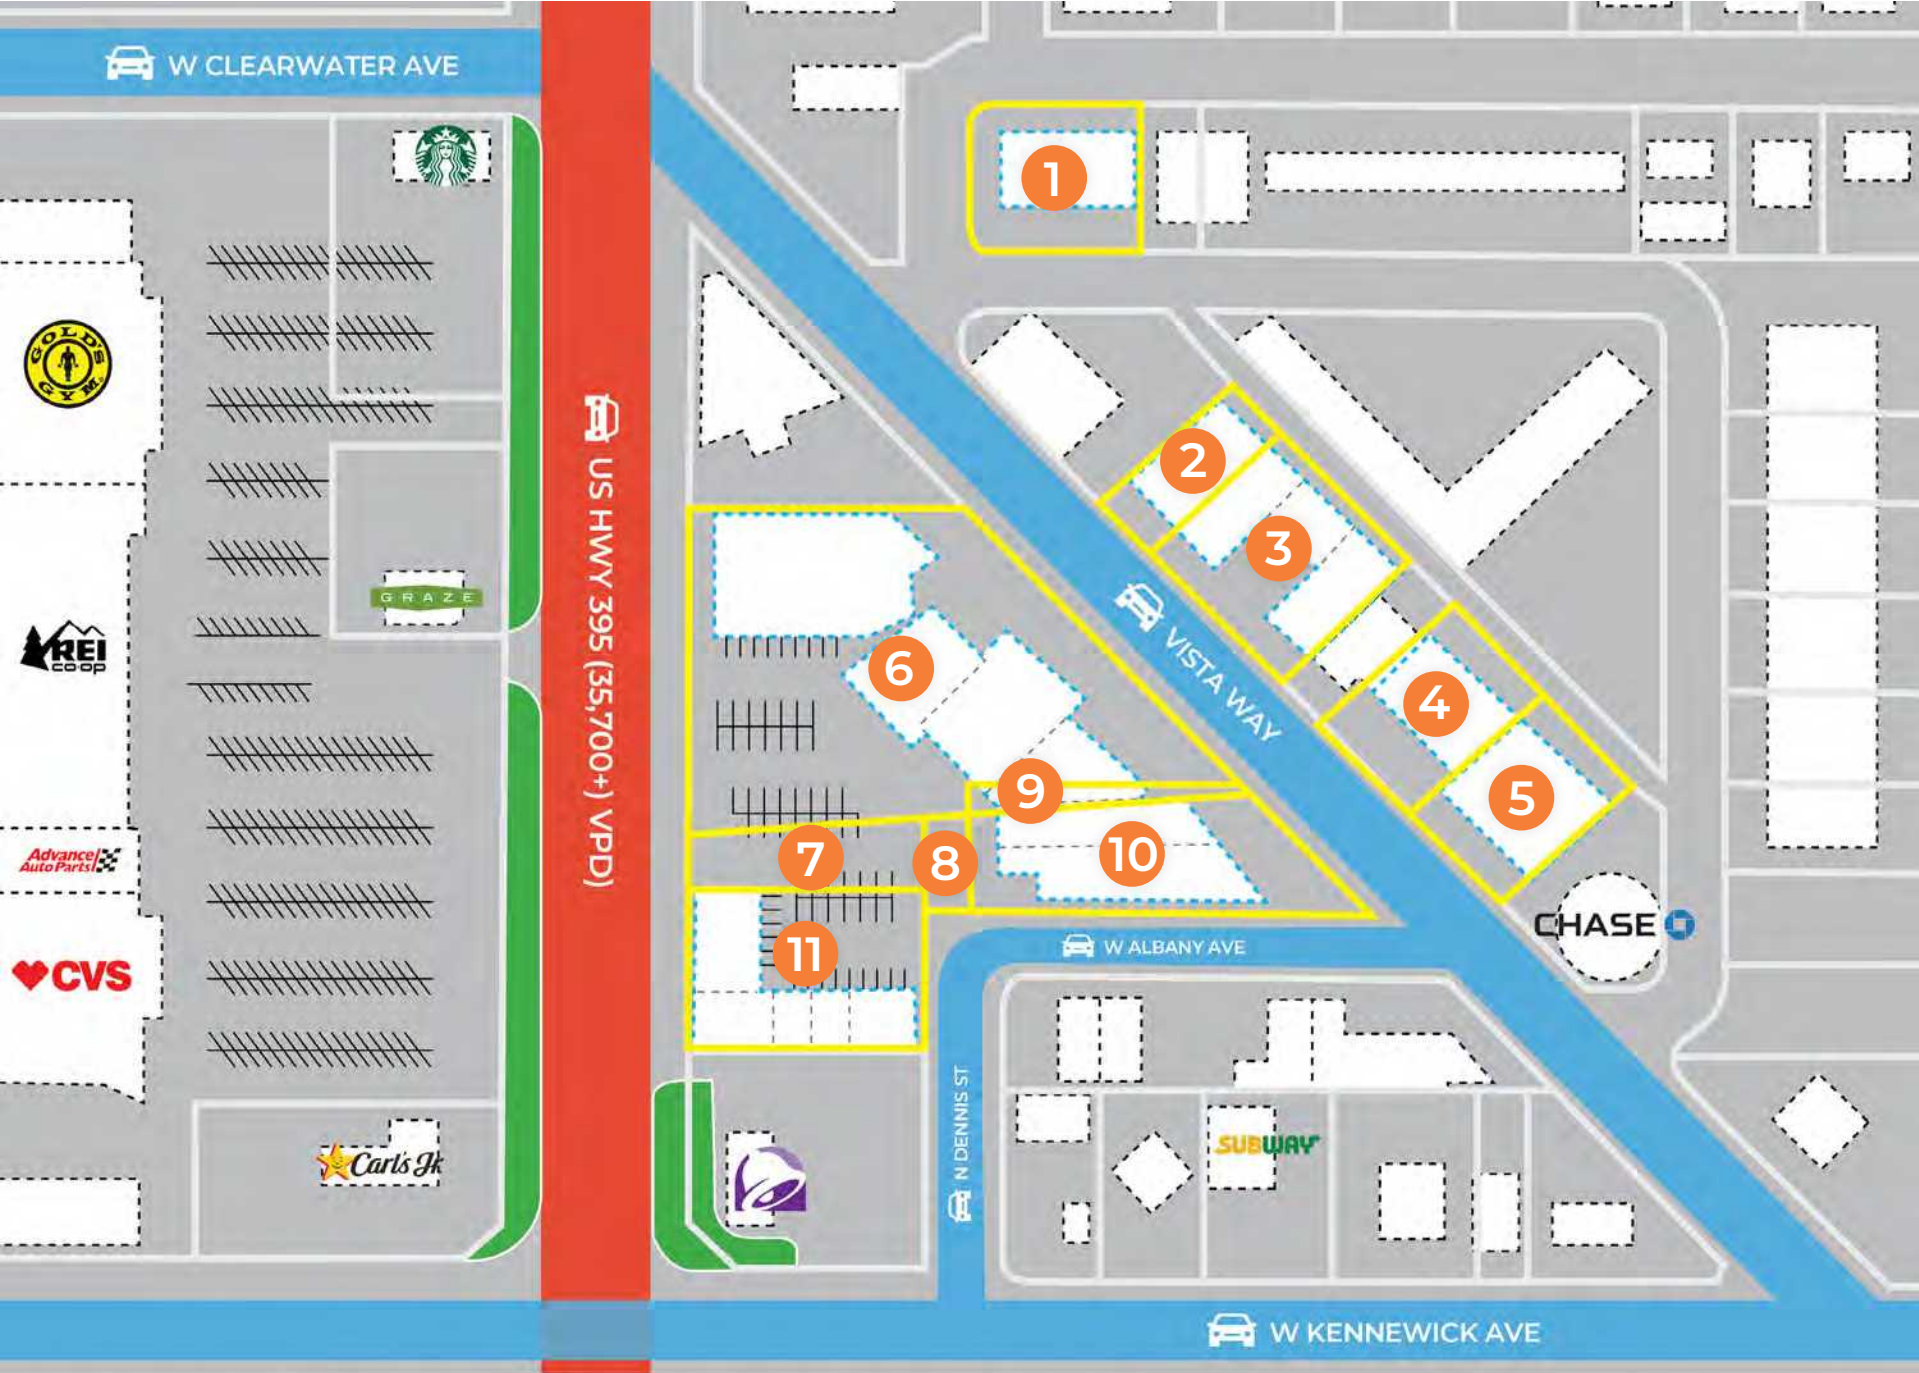 W CLEARWATER AVE
1
GOLD'S
GYM
2
3
US HWY 395 (35,700+) VPD)
GRAZE
REI
CO·OP
VISTA WAY
6
4
9
5
7
8
10
Advance
Auto Parts
CHASE
11
W ALBANY AVE
CVS
N DENNIS ST
Carl's Jr
SUBWAY
W KENNEWICK AVE